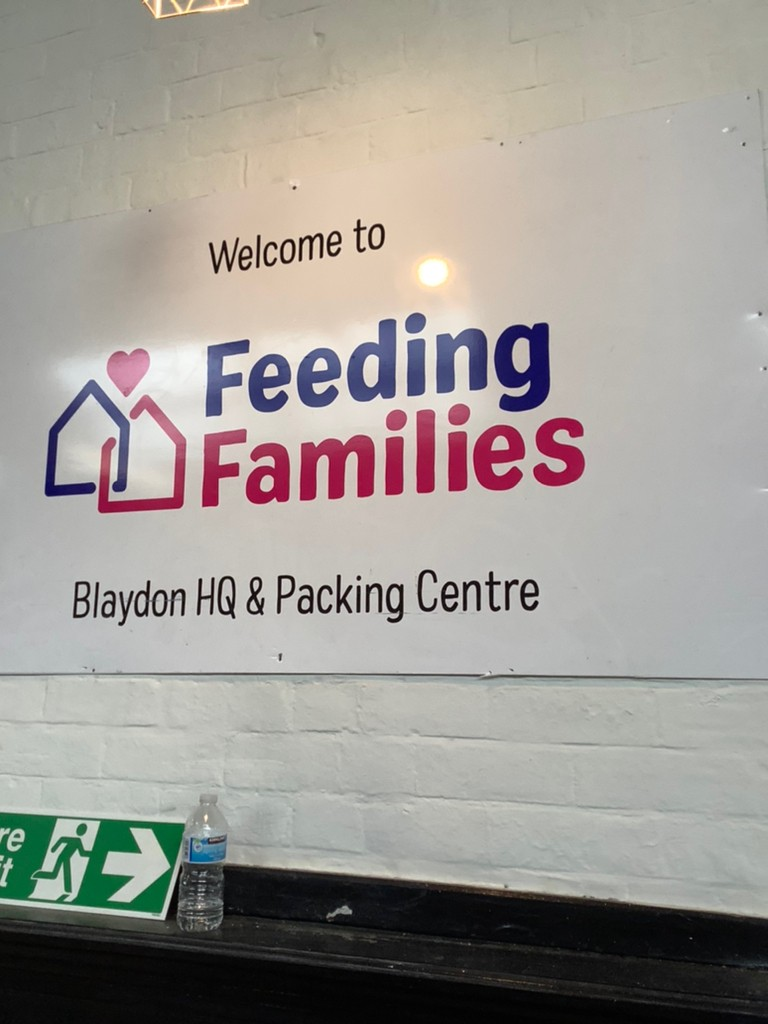 Welcome to
Feeding
Families
Blaydon HQ & Packing Centre